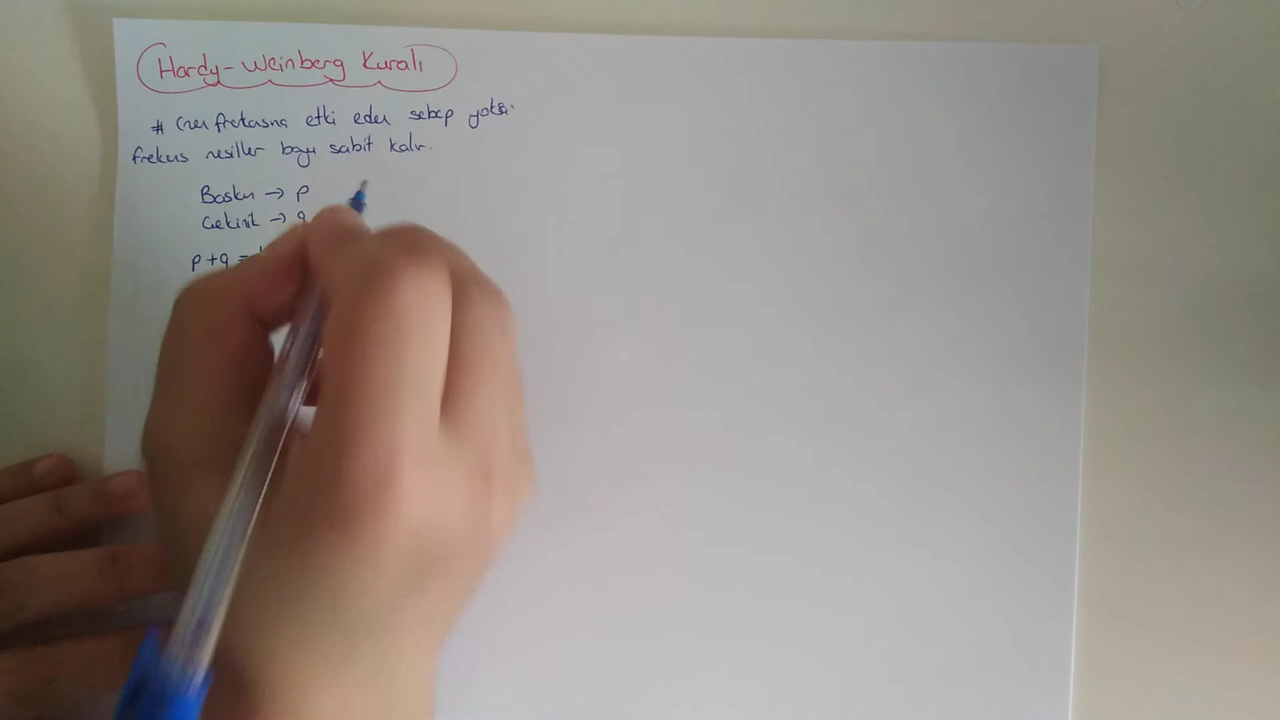 Hardy-Weinberg Kuralı
# Gen frekansına etki eden sebep yoksa
frekans nesiller boyu sabit kalır.
Baskın → p
Çekinik → q
p+q =